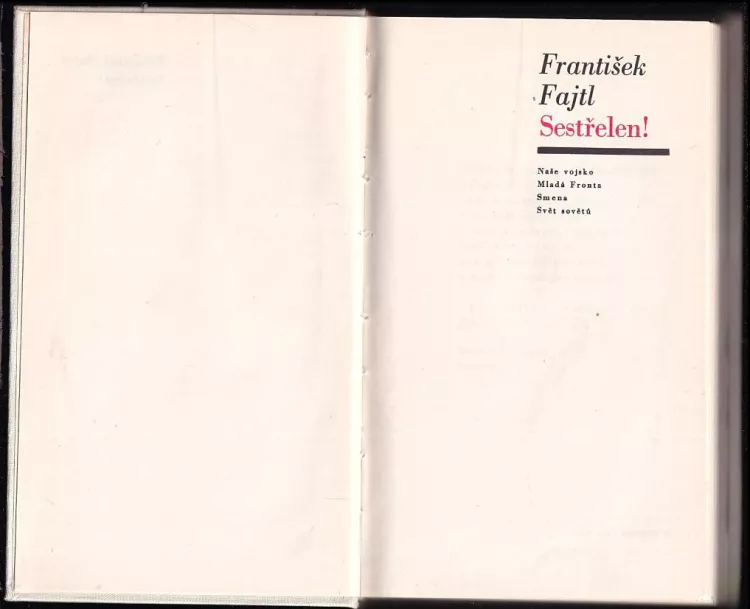 František
Fajtl
Sestřelen!
Naše vojsko
Mladá Fronta
Smena
Svět sovětů